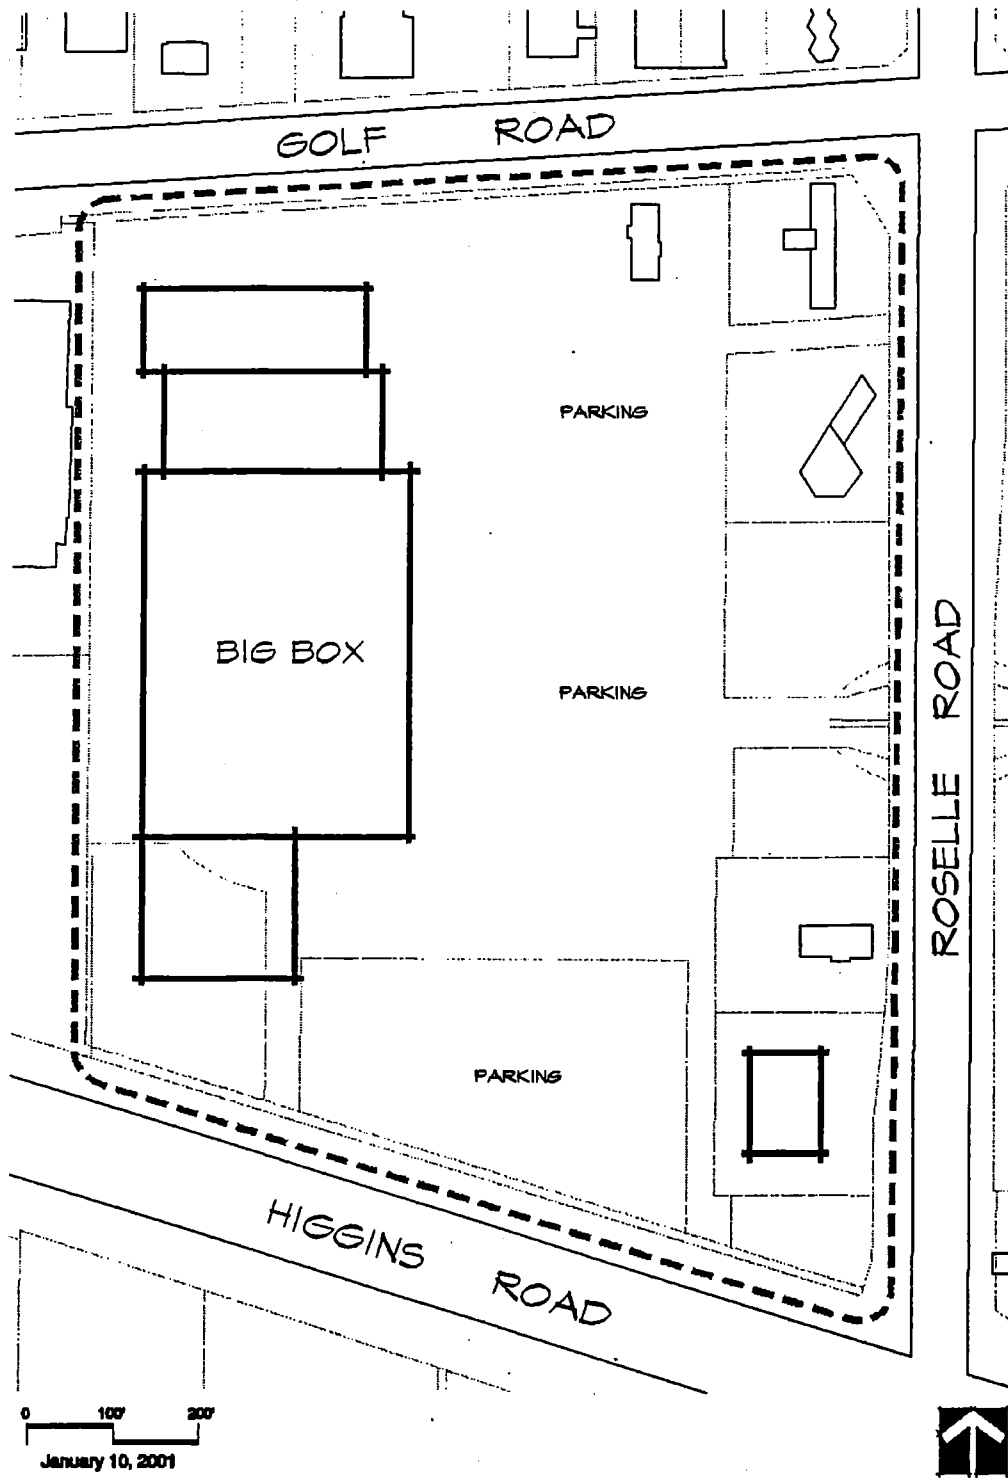 GOLF ROAD
PARKING
BIG BOX
PARKING
ROSELLE ROAD
PARKING
HIGGINS ROAD
0 100' 200'
January 10, 2001